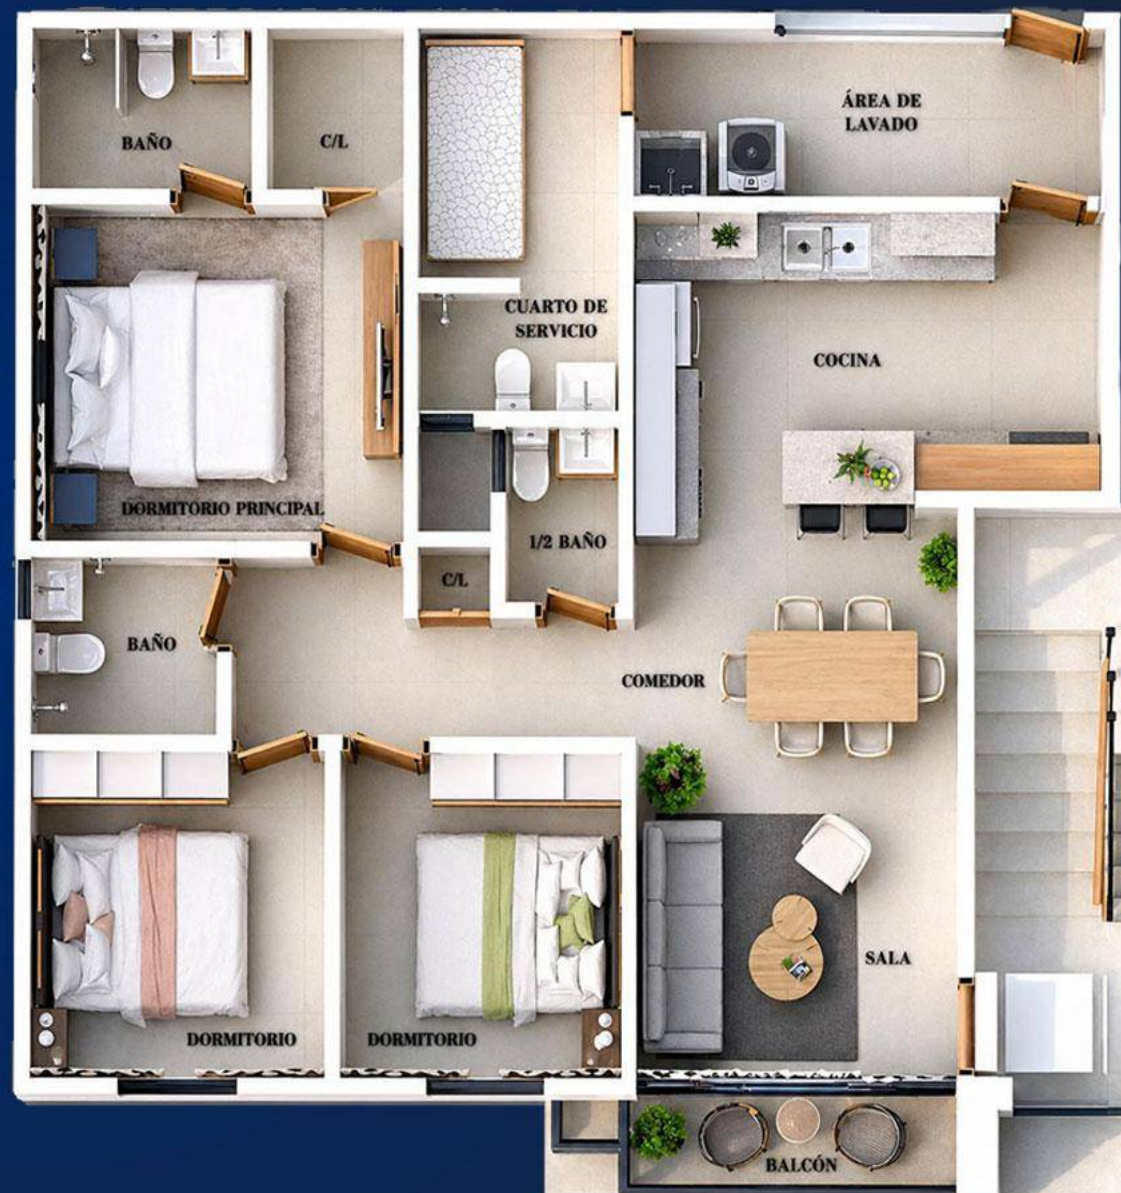 ÁREA DE
LAVADO
BAÑO
C/L
CUARTO DE
SERVICIO
COCINA
DORMITORIO PRINCIPAL
1/2 BAÑO
C/L
BAÑO
COMEDOR
SALA
DORMITORIO
DORMITORIO
BALCÓN